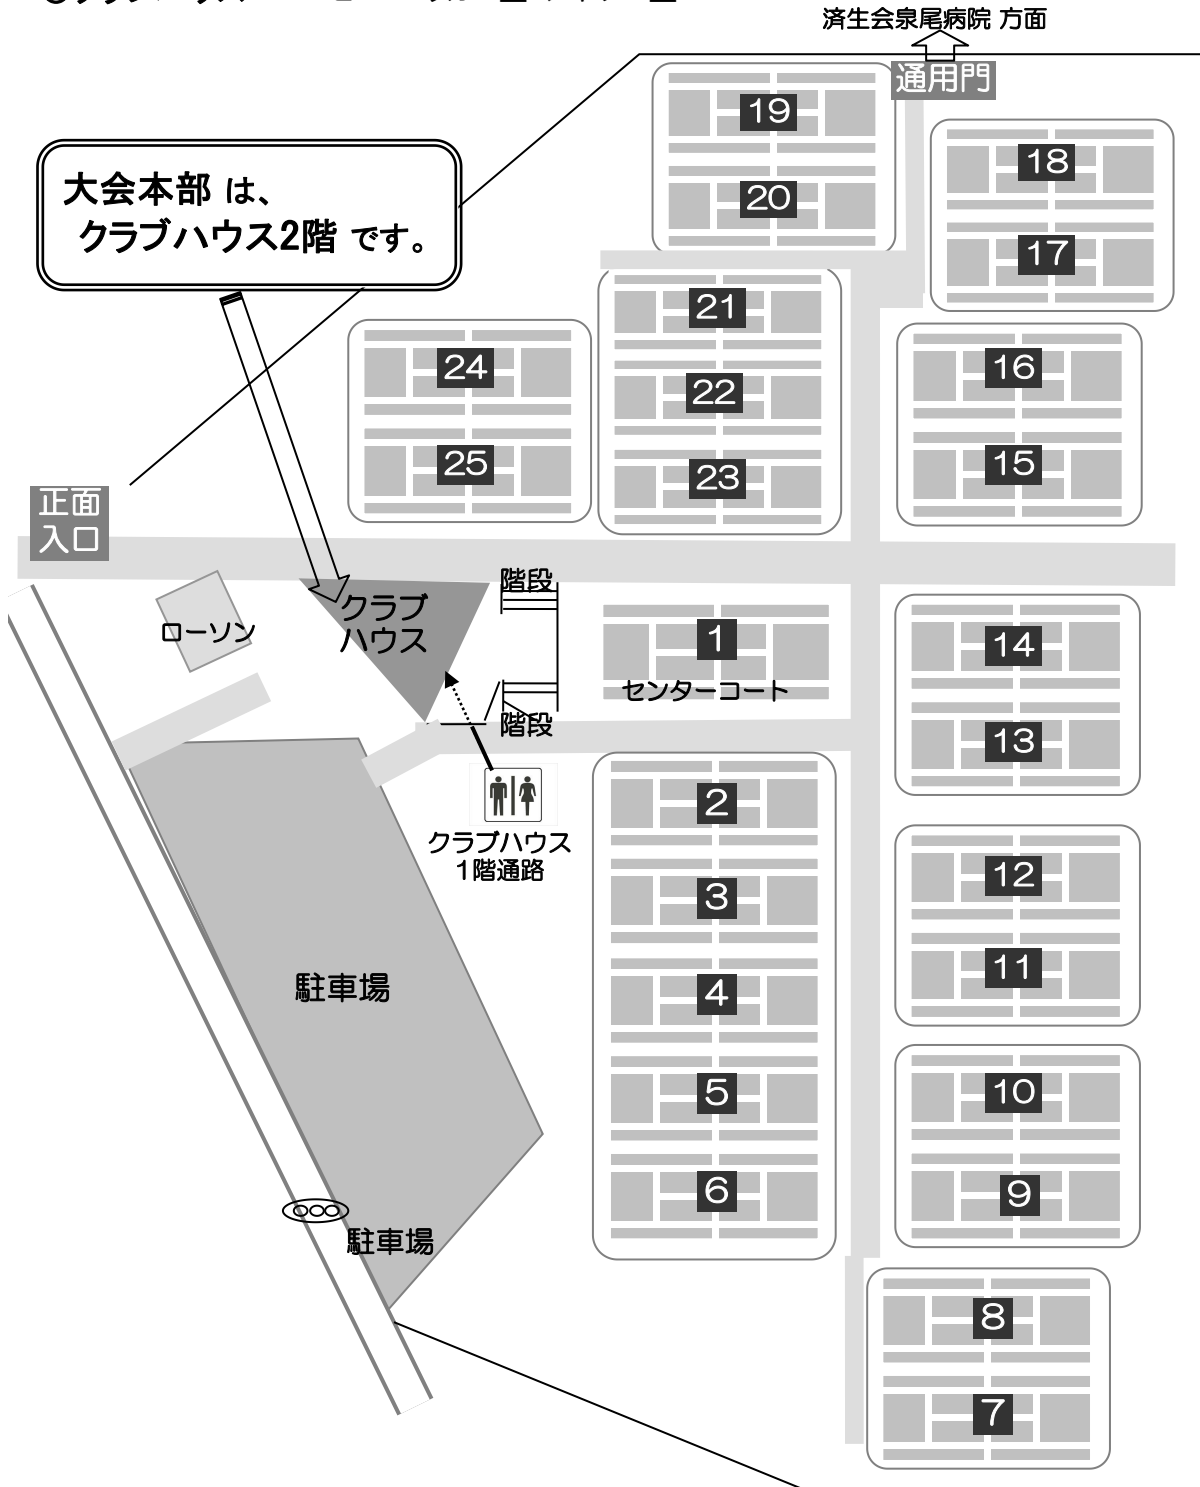 済生会泉尾病院 方面
通用門
19
18
大会本部 は、
クラブハウス2階 です。
20
17
21
24
16
22
25
23
15
正面
入口
階段
クラブ
ハウス
ローソン
1
14
センターコート
階段
13
2
クラブハウス
1階通路
3
12
駐車場
4
11
5
10
6
9
駐車場
8
7